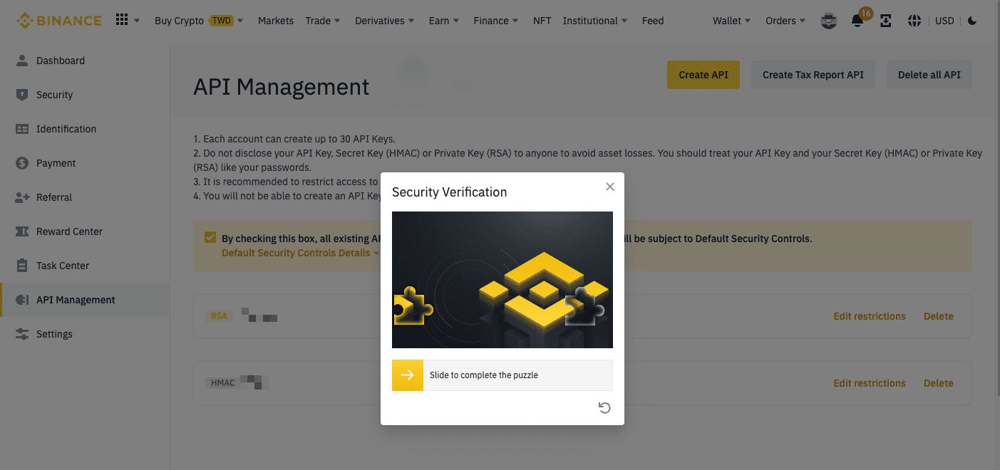 BINANCE Buy Crypto TWD Markets Trade Derivatives Earn Finance NFT Institutional Feed Wallet Orders 16 USD
Dashboard
Security
Identification
Payment
Referral
Reward Center
Task Center
API Management
Settings
API Management
Create API Create Tax Report API Delete all API
1. Each account can create up to 30 API Keys.
2. Do not disclose your API Key, Secret Key (HMAC) or Private Key (RSA) to anyone to avoid asset losses. You should treat your API Key and your Secret Key (HMAC) or Private Key
(RSA) like your passwords.
3. It is recommended to restrict access to
4. You will not be able to create an API Key
By checking this box, all existing AP ill be subject to Default Security Controls.
Default Security Controls Details
RSA Edit restrictions Delete
HMAC Edit restrictions Delete
Security Verification
Slide to complete the puzzle